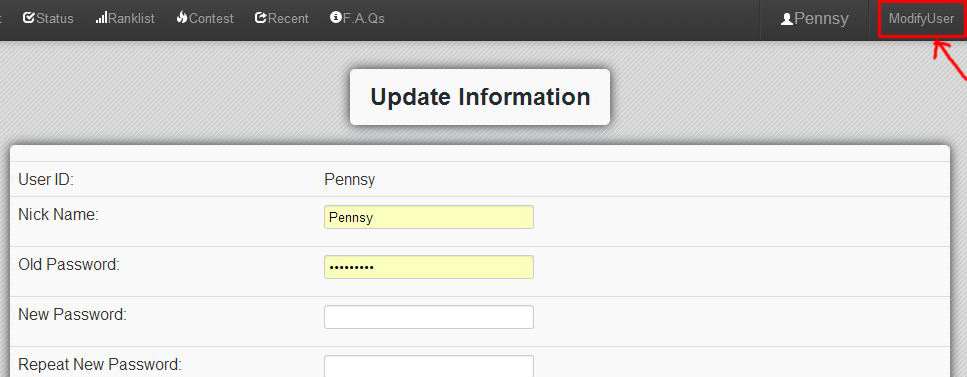 Status Ranklist Contest Recent F.A.Qs Pennsy ModifyUser
Update Information
User ID: Pennsy
Nick Name: Pennsy
Old Password: •••••••••
New Password:
Repeat New Password: